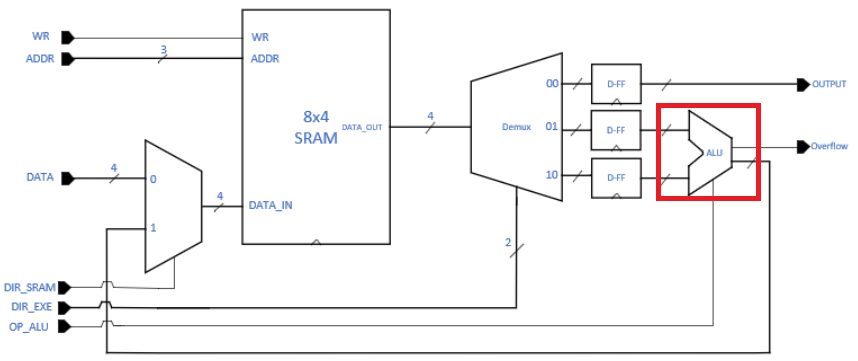 WR
WR
3
ADDR
ADDR
00
D-FF
OUTPUT
8x4
SRAM
DATA_OUT
4
Demux
01
D-FF
ALU
Overflow
DATA
4
0
10
D-FF
4
DATA_IN
1
2
DIR_SRAM
DIR_EXE
OP_ALU